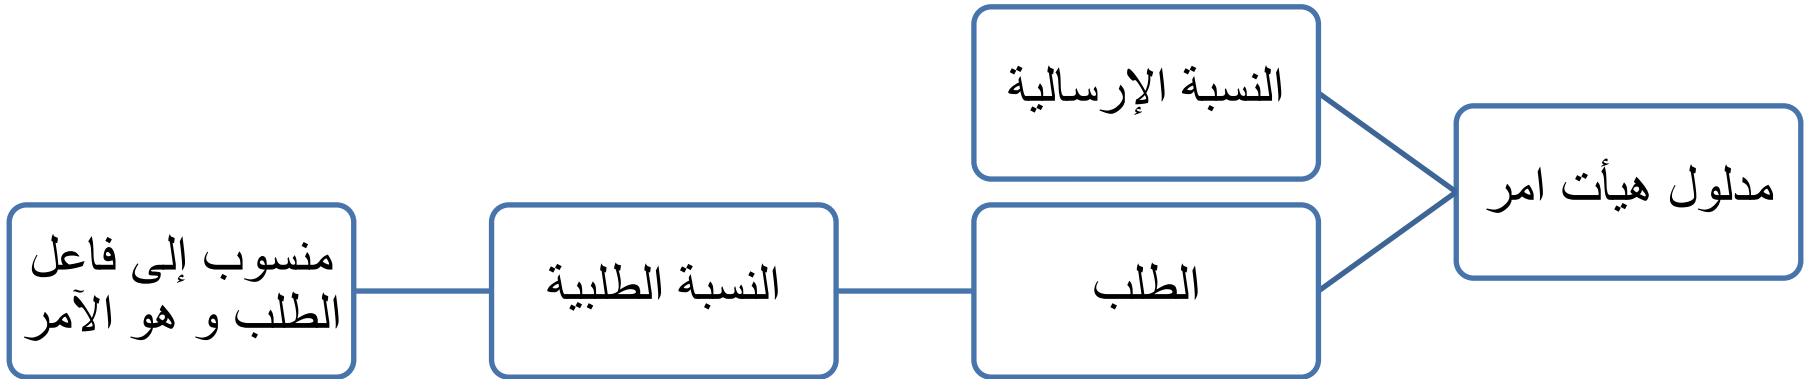 مدلول هيأت امر
النسبة الإرسالية
الطلب
النسبة الطلبية
منسوب إلى فاعل
الطلب و هو الآمر